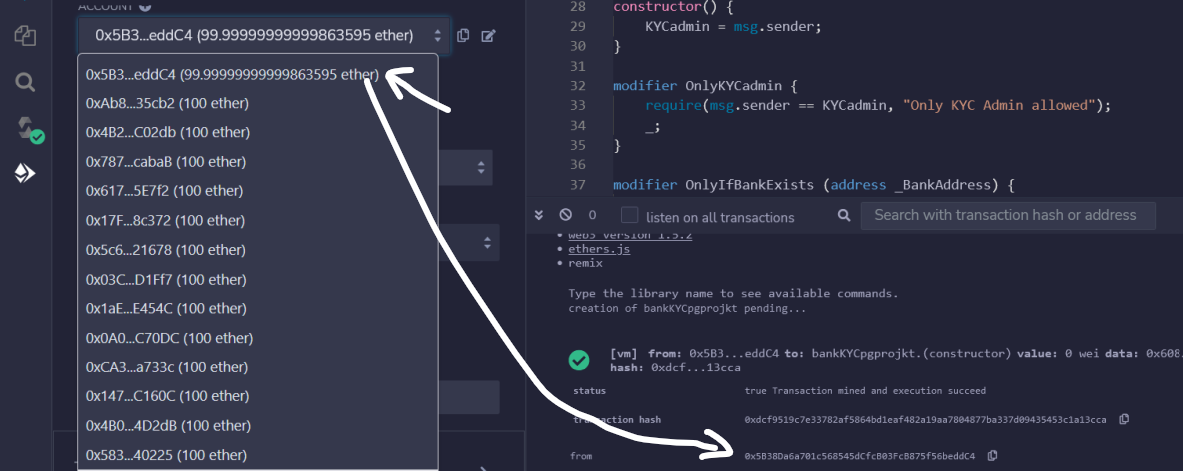 ACCOUNT
0x5B3...eddC4 (99.99999999999863595 ether)
0x5B3...eddC4 (99.99999999999863595 ether)
0xAb8...35cb2 (100 ether)
0x4B2...C02db (100 ether)
0x787...cabaB (100 ether)
0x617...5E7f2 (100 ether)
0x17F...8c372 (100 ether)
0x5c6...21678 (100 ether)
0x03C...D1Ff7 (100 ether)
0x1aE...E454C (100 ether)
0x0A0...C70DC (100 ether)
0xCA3...a733c (100 ether)
0x147...C160C (100 ether)
0x4B0...4D2dB (100 ether)
0x583...40225 (100 ether)
28 constructor() {
29 KYCadmin = msg.sender;
30 }
31
32 modifier OnlyKYCadmin {
33 require(msg.sender == KYCadmin, "Only KYC Admin allowed");
34 _;
35 }
36
37 modifier OnlyIfBankExists (address _BankAddress) {
0 listen on all transactions Search with transaction hash or address
• web3 version 1.5.2
• ethers.js
• remix
Type the library name to see available commands.
creation of bankKYCpgprojkt pending...
[vm] from: 0x5B3...eddC4 to: bankKYCpgprojkt.(constructor) value: 0 wei data: 0x608
hash: 0xdcf...13cca
status true Transaction mined and execution succeed
transaction hash 0xdcf9519c7e33782af5864bd1eaf482a19aa7804877ba337d09435453c1a13cca
from 0x5B38Da6a701c568545dCfcB03FcB875f56beddC4